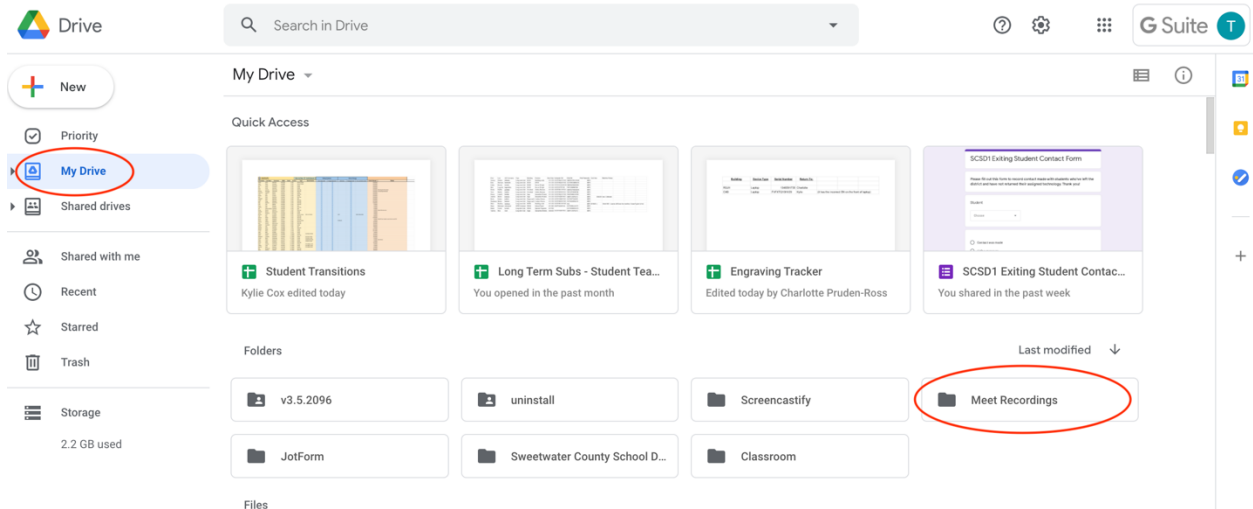 Drive
Search in Drive
G Suite
T
New
My Drive
31
Priority
My Drive
Shared drives
Shared with me
Recent
Starred
Trash
Storage
2.2 GB used
Quick Access
SCSD1 Exiting Student Contact Form
Student
Student Transitions
Kylie Cox edited today
Long Term Subs - Student Tea...
You opened in the past month
Engraving Tracker
Edited today by Charlotte Pruden-Ross
SCSD1 Exiting Student Contac...
You shared in the past week
Folders
Last modified
v3.5.2096
uninstall
Screencastify
Meet Recordings
JotForm
Sweetwater County School D...
Classroom
Files